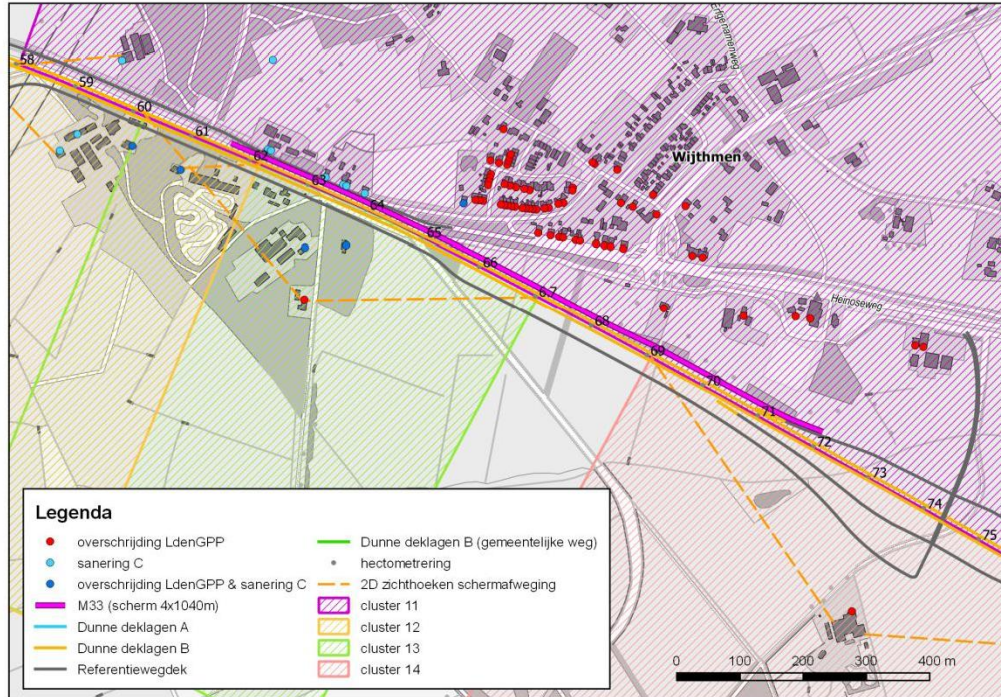 Erfgenamenweg
58
59
60
61
62
63
64
65
66
67
68
69
70
71
72
73
74
75
Wijthmen
Heinoseweg
Legenda
overschrijding LdenGPP
sanering C
overschrijding LdenGPP & sanering C
M33 (scherm 4x1040m)
Dunne deklagen A
Dunne deklagen B
Referentiewegdek
Dunne deklagen B (gemeentelijke weg)
hectometrering
2D zichthoeken schermafweging
cluster 11
cluster 12
cluster 13
cluster 14
0 100 200 300 400 m